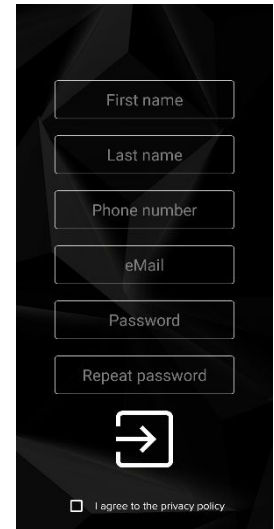 First name
Last name
Phone number
eMail
Password
Repeat password
I agree to the privacy policy